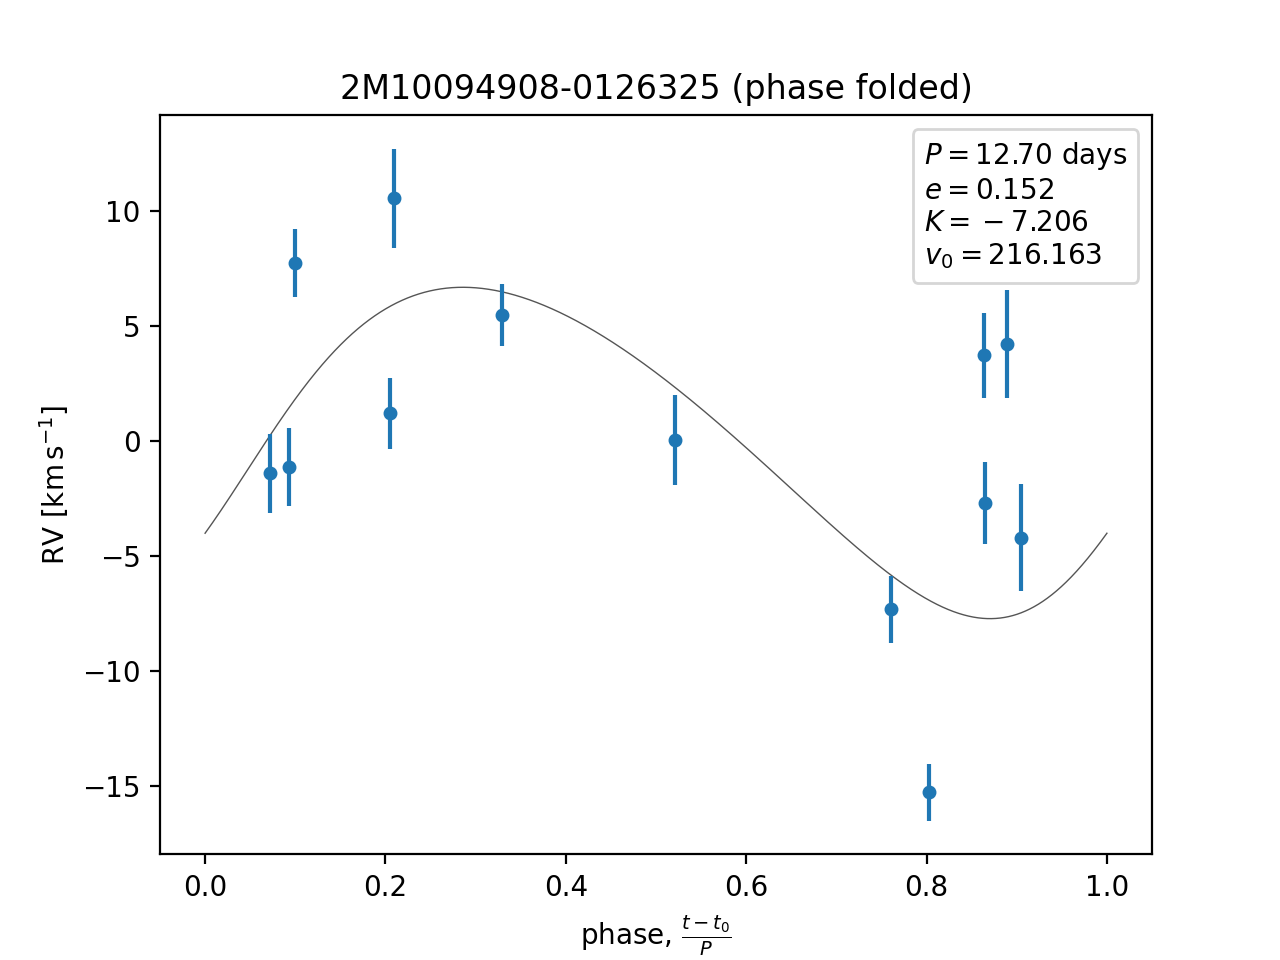 2M10094908-0126325 (phase folded)
P = 12.70 days
e = 0.152
K = −7.206
v₀ = 216.163
RV [km s⁻¹]
10
5
0
−5
−10
−15
0.0 0.2 0.4 0.6 0.8 1.0
phase, (t − t₀)/P